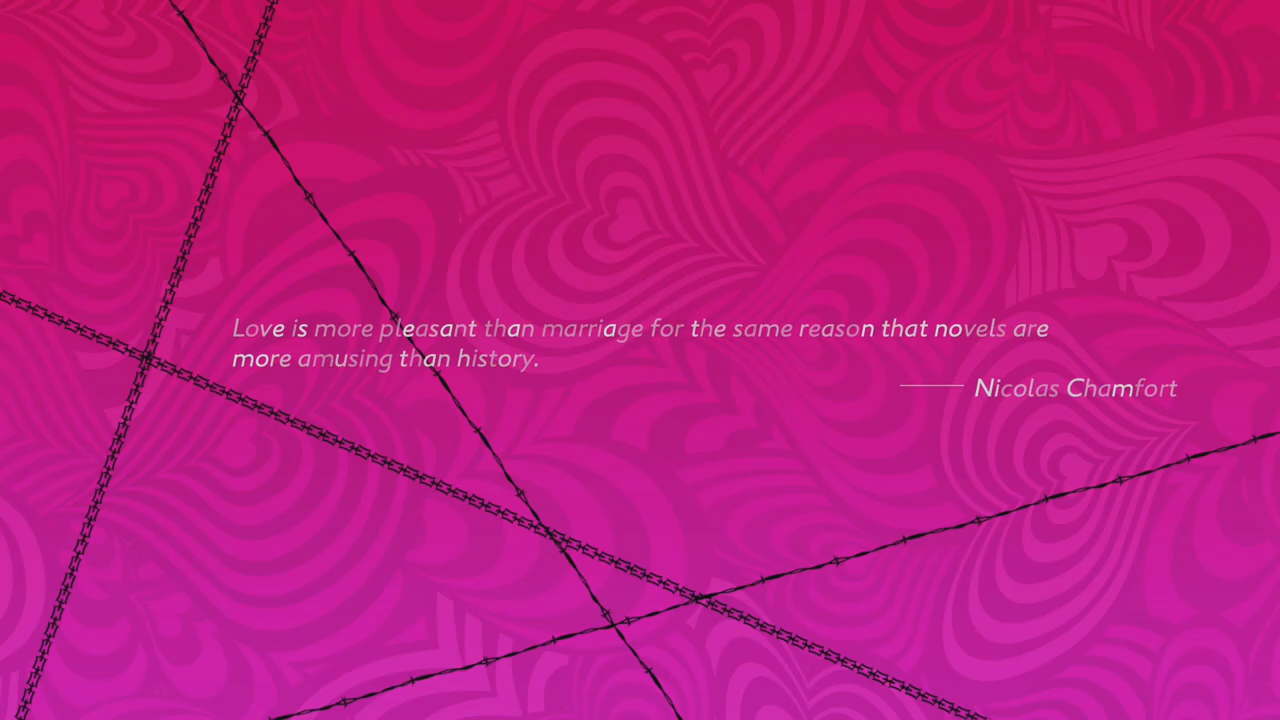 Love is more pleasant than marriage for the same reason that novels are
more amusing than history.
Nicolas Chamfort